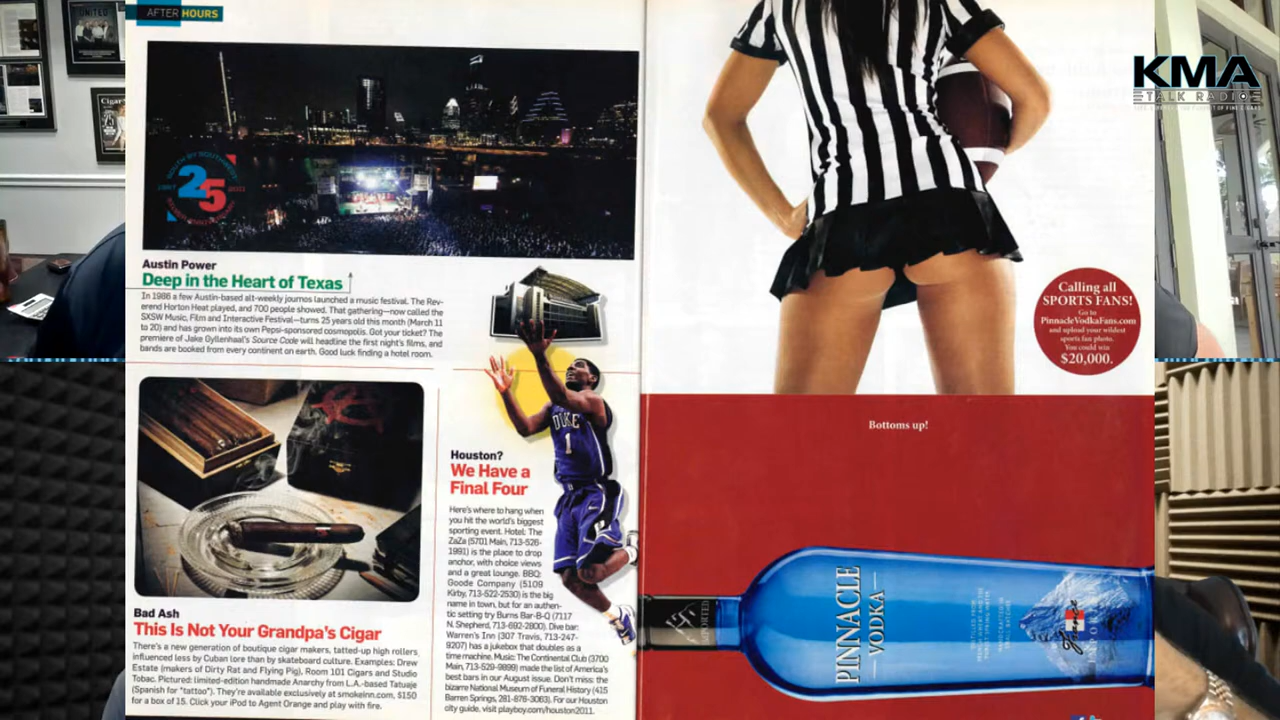 AFTER HOURS
25
Austin Power
Deep in the Heart of Texas
In 1986 a few Austin-based alt-weekly journos launched a music festival. The Rev-
erend Horton Heat played, and 700 people showed. That gathering—now called the
SXSW Music, Film and Interactive Festival—turns 25 years old this month (March 11
to 20) and has grown into its own Pepsi-sponsored cosmopolis. Got your ticket? The
premiere of Jake Gyllenhaal's Source Code will headline the first night's films, and
bands are booked from every continent on earth. Good luck finding a hotel room.
Bad Ash
This Is Not Your Grandpa's Cigar
There's a new generation of boutique cigar makers, tatted-up high rollers
influenced less by Cuban lore than by skateboard culture. Examples: Drew
Estate (makers of Dirty Rat and Flying Pig), Room 101 Cigars and Studio
Tobac. Pictured: limited-edition handmade Anarchy from L.A.-based Tatuaje
(Spanish for "tattoo"). They're available exclusively at smokeinn.com, $150
for a box of 15. Click your iPod to Agent Orange and play with fire.
DUKE
1
Houston?
We Have a
Final Four
Here's where to hang when
you hit the world's biggest
sporting event. Hotel: The
ZaZa (5701 Main, 713-526-
1991) is the place to drop
anchor, with choice views
and a great lounge. BBQ:
Goode Company (5109
Kirby, 713-522-2530) is the big
name in town, but for an authen-
tic setting try Burns Bar-B-Q (7117
N. Shepherd, 713-692-2800). Dive bar:
Warren's Inn (307 Travis, 713-247-
9207) has a jukebox that doubles as a
time machine. Music: The Continental Club (3700
Main, 713-529-9899) made the list of America's
best bars in our August issue. Don't miss: the
bizarre National Museum of Funeral History (415
Barren Springs, 281-876-3063). For our Houston
city guide, visit playboy.com/houston2011.
Calling all
SPORTS FANS!
Go to
PinnacleVodkaFans.com
and upload your wildest
sports fan photo.
You could win
$20,000.
Bottoms up!
PINNACLE
VODKA
IMPORTED
France
KMA
TALK RADIO
UNITED
Cigar